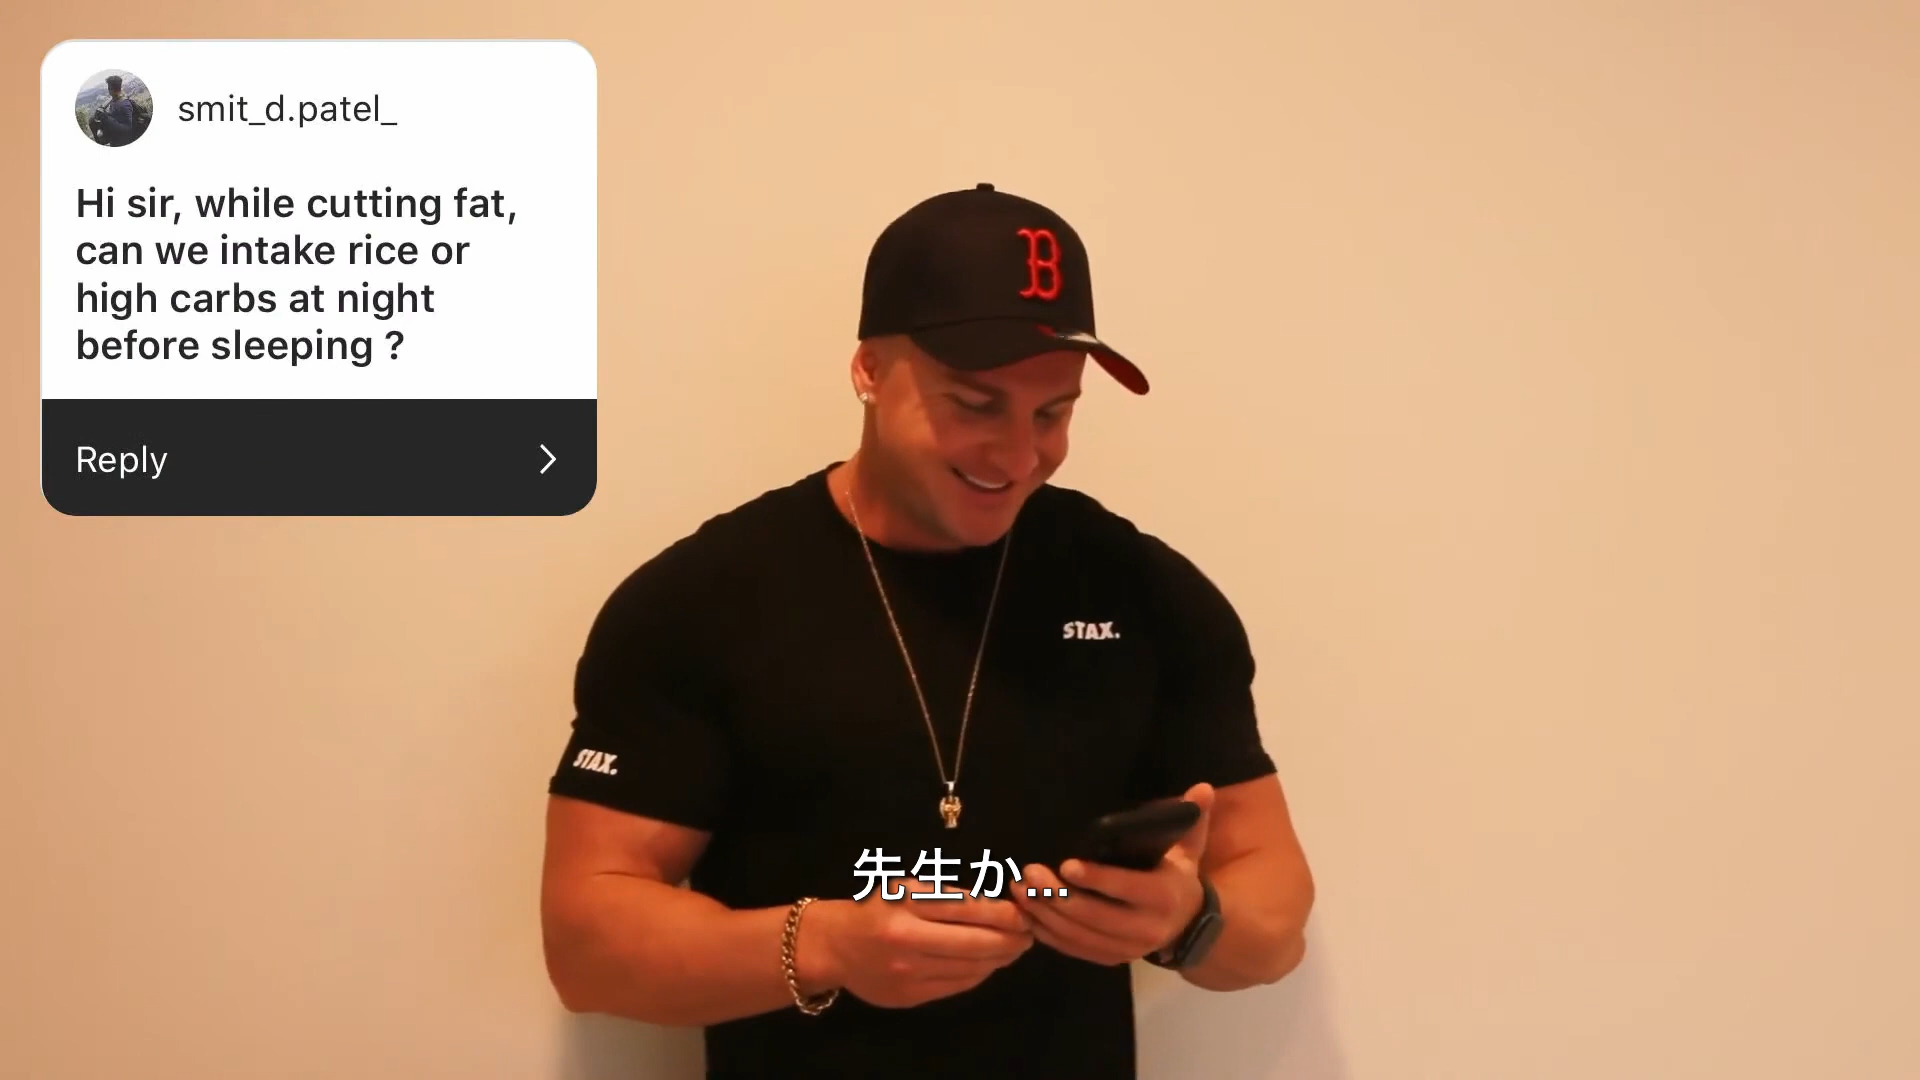 smit_d.patel_
Hi sir, while cutting fat,
can we intake rice or
high carbs at night
before sleeping ?
Reply
B
STAX.
STAX.
先生か...